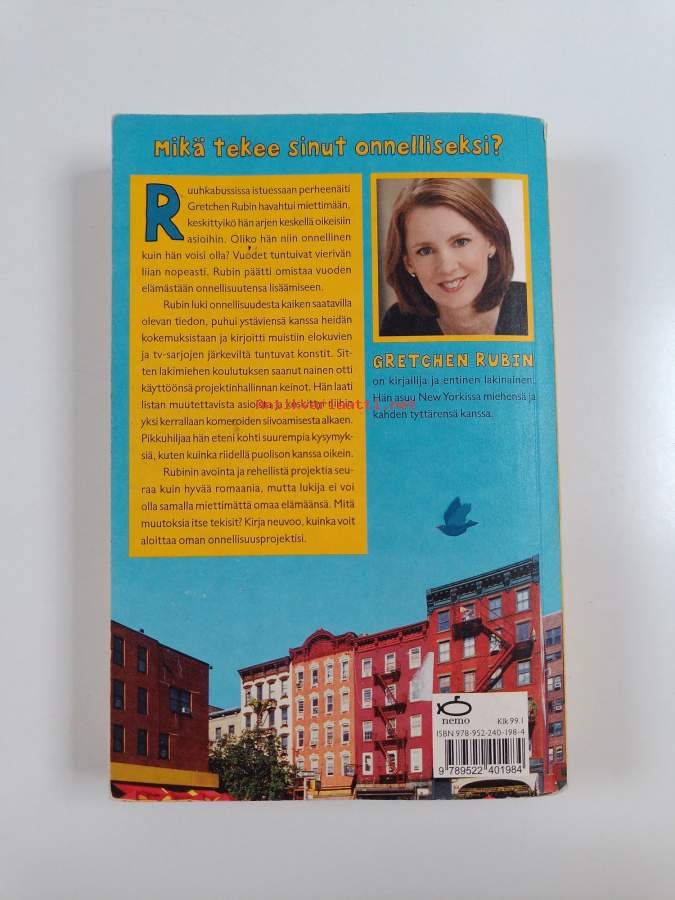 Mikä tekee sinut onnelliseksi?
Ruuhkabussissa istuessaan perheenäiti
Gretchen Rubin havahtui miettimään,
keskittyikö hän arjen keskellä oikeisiin
asioihin. Oliko hän niin onnellinen
kuin hän voisi olla? Vuodet tuntuivat vierivän
liian nopeasti. Rubin päätti omistaa vuoden
elämästään onnellisuutensa lisäämiseen.
Rubin luki onnellisuudesta kaiken saatavilla
olevan tiedon, puhui ystäviensä kanssa heidän
kokemuksistaan ja kirjoitti muistiin elokuvien
ja tv-sarjojen järkeviltä tuntuvat konstit. Sit-
ten lakimiehen koulutuksen saanut nainen otti
käyttöönsä projektinhallinnan keinot. Hän laati
listan muutettavista asioista ja keskittyi niihin
yksi kerrallaan komeroiden siivoamisesta alkaen.
Pikkuhiljaa hän eteni kohti suurempia kysymyk-
siä, kuten kuinka riidellä puolison kanssa oikein.
Rubinin avointa ja rehellistä projektia seu-
raa kuin hyvää romaania, mutta lukija ei voi
olla samalla miettimättä omaa elämäänsä. Mitä
muutoksia itse tekisit? Kirja neuvoo, kuinka voit
aloittaa oman onnellisuusprojektisi.
GRETCHEN RUBIN
on kirjailija ja entinen lakinainen.
Hän asuu New Yorkissa miehensä ja
kahden tyttärensä kanssa.
nemo
Klk 99.1
ISBN 978-952-240-198-4
9 789522 401984